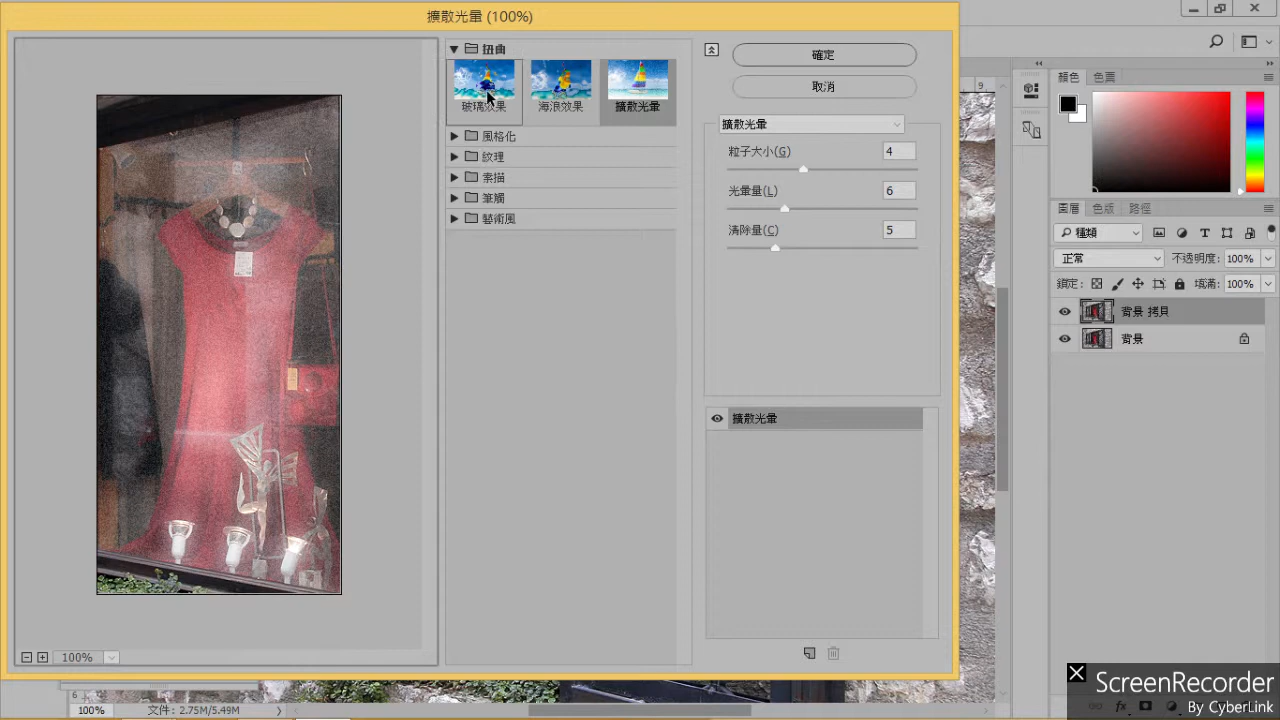 擴散光暈 (100%)
扭曲
玻璃效果
海浪效果
擴散光暈
風格化
紋理
素描
筆觸
藝術風
確定
取消
擴散光暈
粒子大小(G)
4
光暈量(L)
6
清除量(C)
5
擴散光暈
100%
9
顏色
色票
圖層
色版
路徑
種類
正常
不透明度:
100%
鎖定:
填滿:
100%
背景 拷貝
背景
6
100%
文件: 2.75M/5.49M
fx
ScreenRecorder
By CyberLink